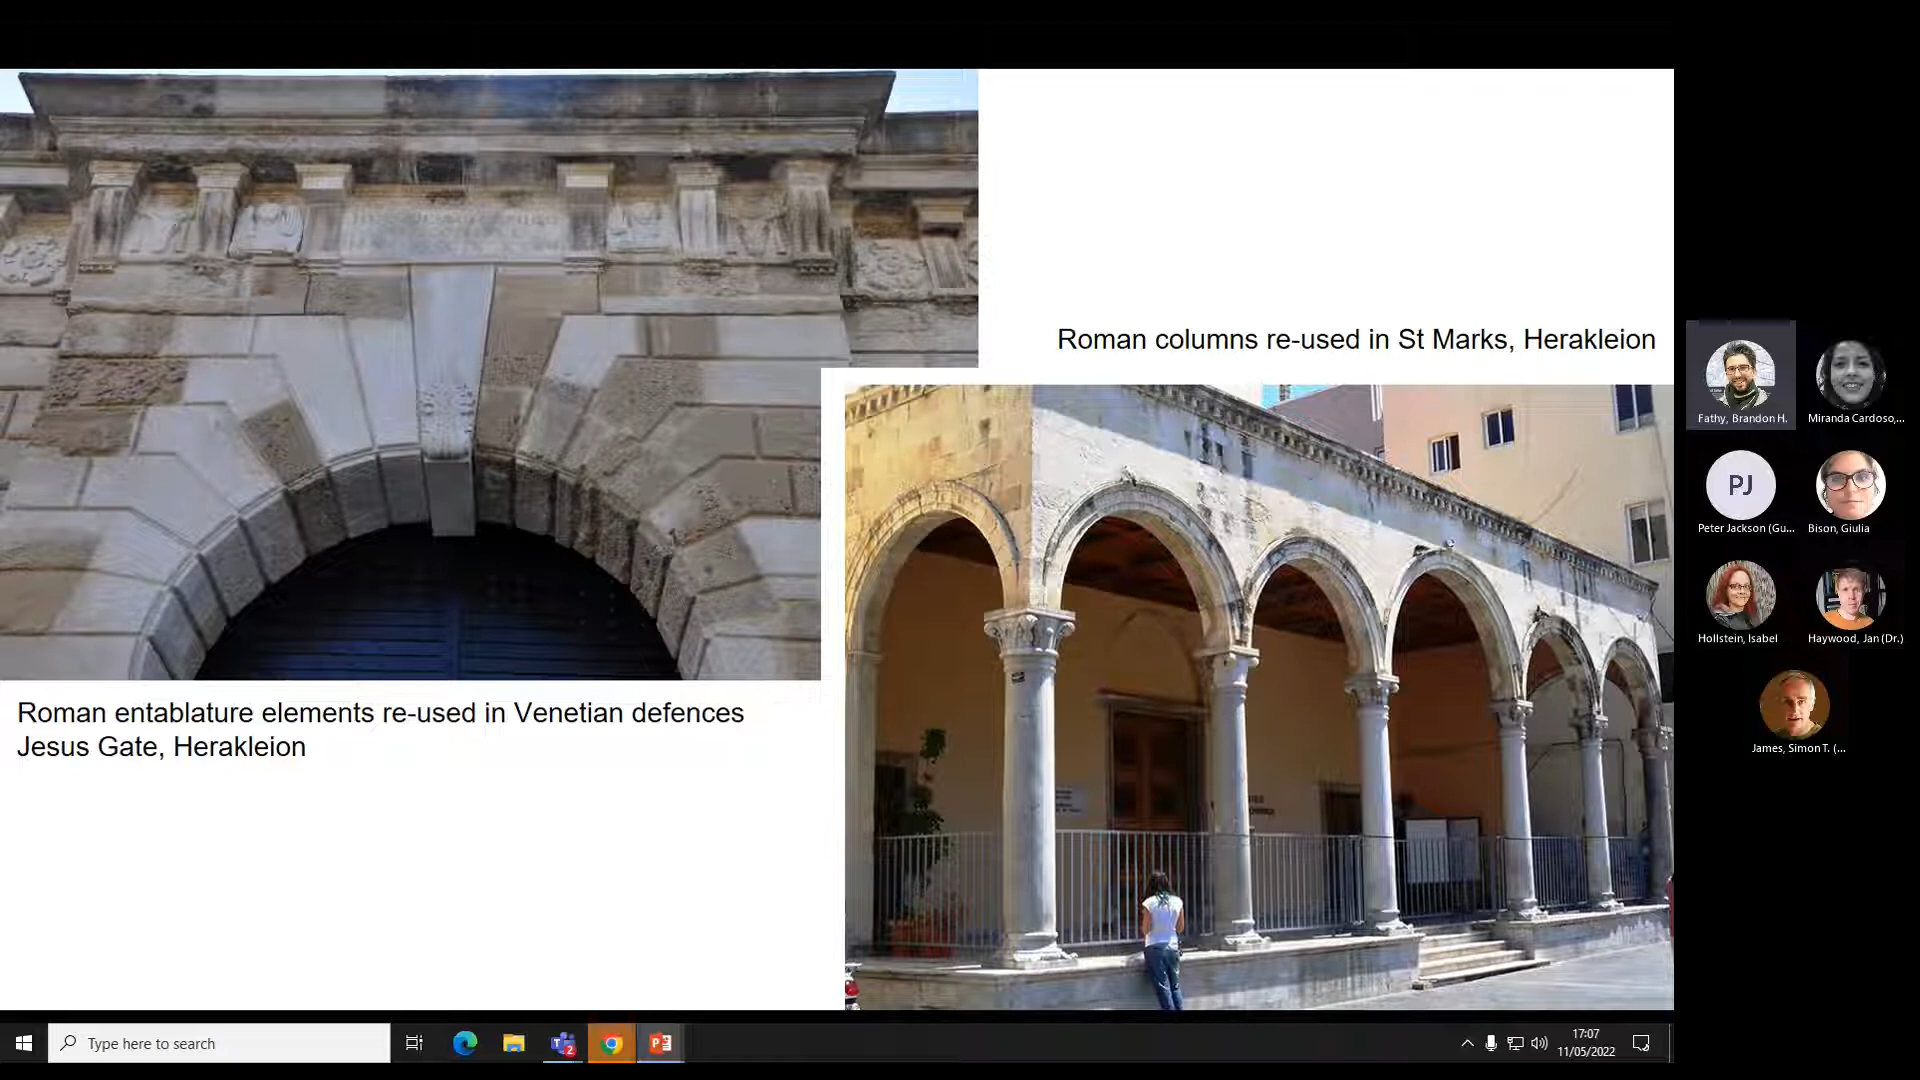 Roman columns re-used in St Marks, Herakleion
Roman entablature elements re-used in Venetian defences
Jesus Gate, Herakleion
Fathy, Brandon H.
Miranda Cardoso,...
PJ
Peter Jackson (Gu...
Bison, Giulia
Hollstein, Isabel
Haywood, Jan (Dr.)
James, Simon T. (...
Type here to search
2
17:07
11/05/2022